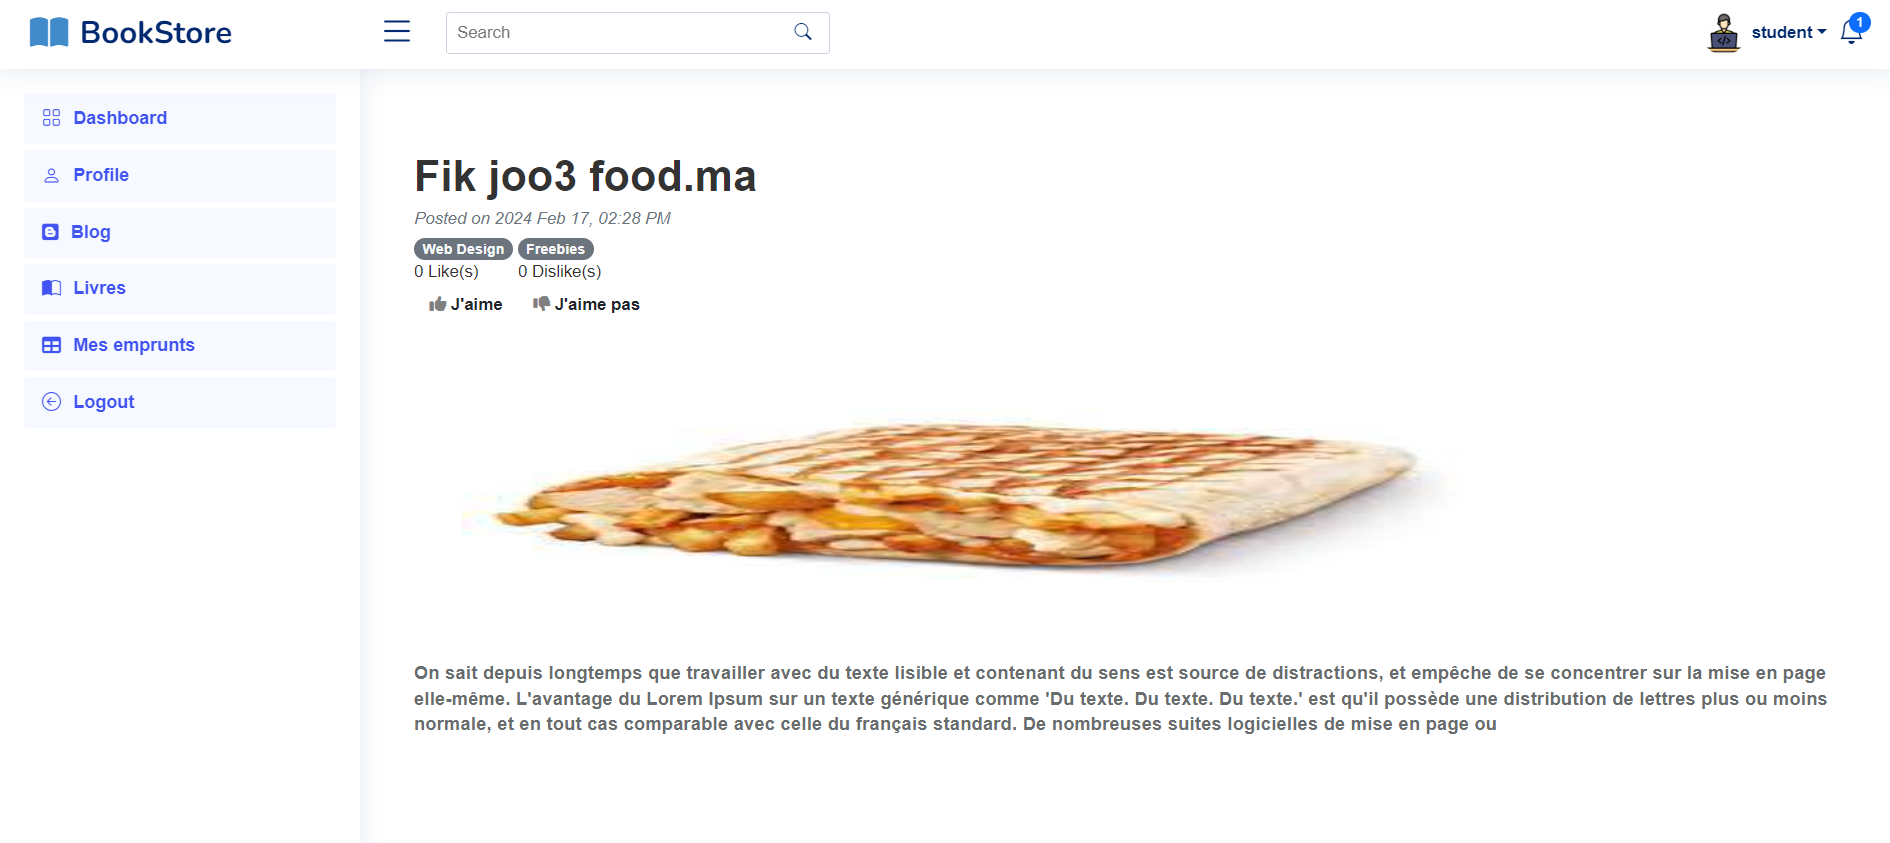 BookStore
Search
student
1
Dashboard
Profile
Blog
Livres
Mes emprunts
Logout
Fik joo3 food.ma
Posted on 2024 Feb 17, 02:28 PM
Web Design Freebies
0 Like(s) 0 Dislike(s)
J'aime J'aime pas
On sait depuis longtemps que travailler avec du texte lisible et contenant du sens est source de distractions, et empêche de se concentrer sur la mise en page
elle-même. L'avantage du Lorem Ipsum sur un texte générique comme 'Du texte. Du texte. Du texte.' est qu'il possède une distribution de lettres plus ou moins
normale, et en tout cas comparable avec celle du français standard. De nombreuses suites logicielles de mise en page ou